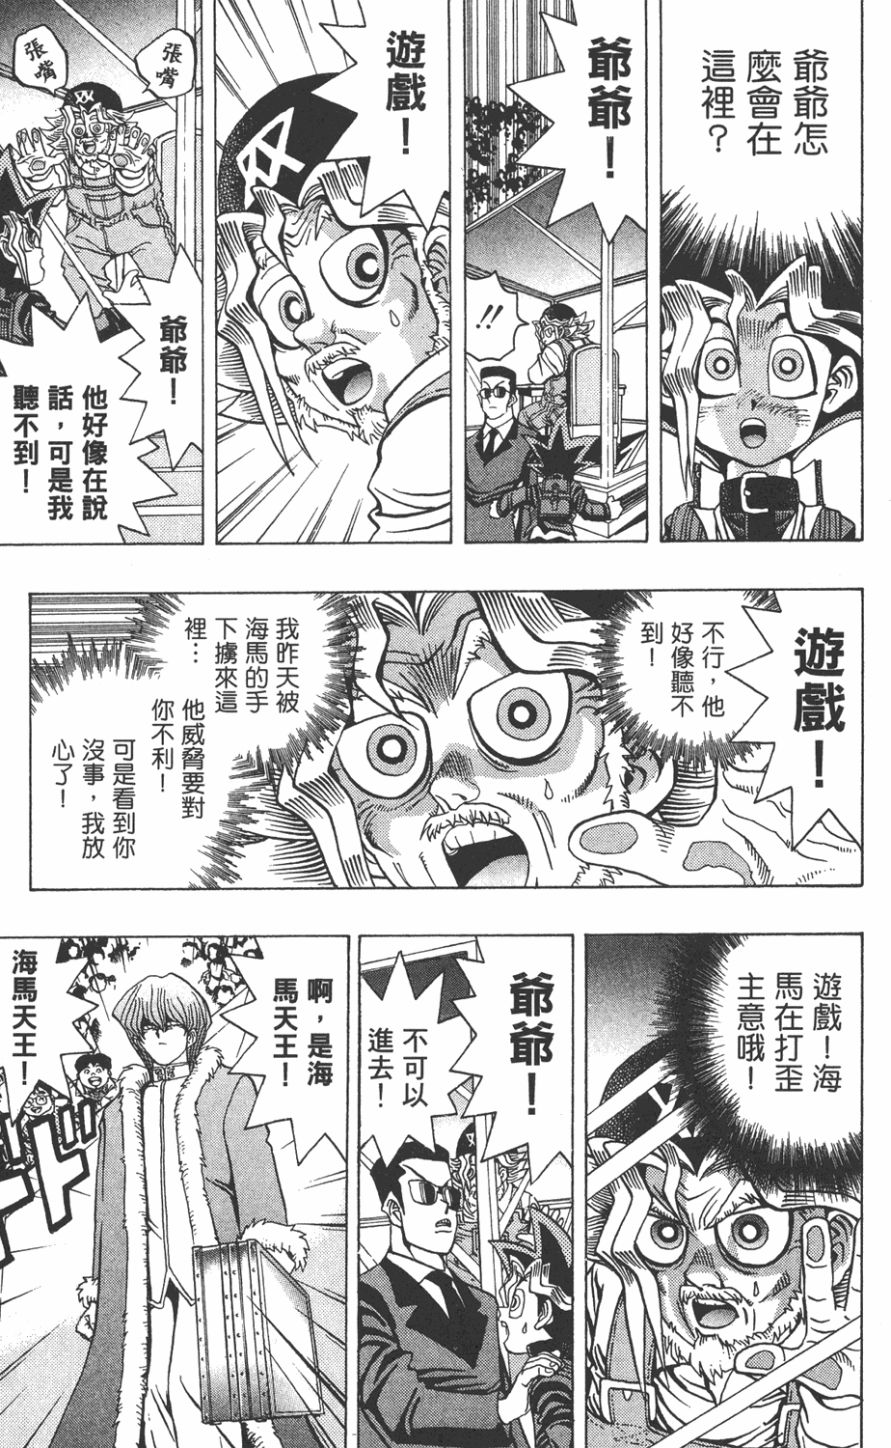 爺爺怎
麼會在
這裡？
爺爺！
!!
遊戲！
張嘴
張嘴
爺爺！
他好像在說
話，可是我
聽不到！
遊戲！
不行，他
好像聽不
到！
我昨天被
海馬的手
下擄來這
裡…
他威脅要對
你不利！
可是看到你
沒事，我放
心了！
遊戲！海
馬在打歪
主意哦！
爺爺！
不可以
進去！
啊，是海
馬天王！
海馬天王！
ドド